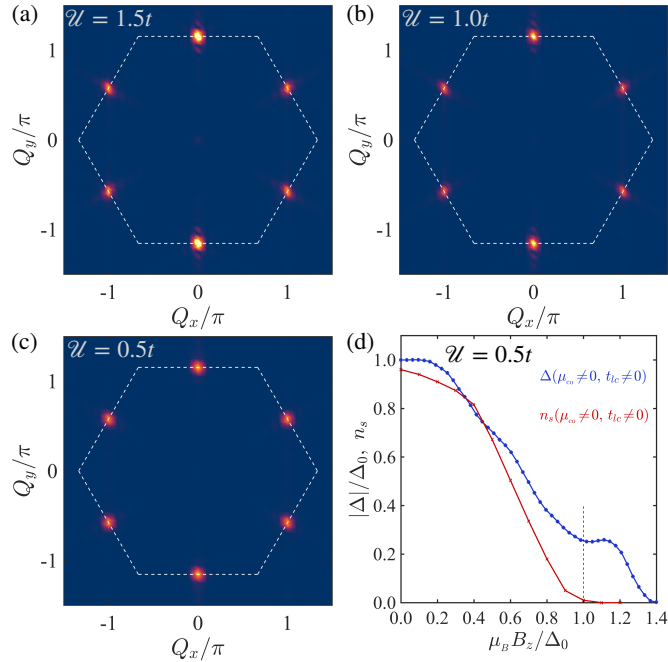 (a)
𝒰 = 1.5t
1
0
-1
Q_y/π
-1
0
1
Q_x/π
(b)
𝒰 = 1.0t
1
0
-1
Q_y/π
-1
0
1
Q_x/π
(c)
𝒰 = 0.5t
1
0
-1
Q_y/π
-1
0
1
Q_x/π
(d)
𝒰 = 0.5t
Δ(μ_co≠0, t_lc≠0)
n_s(μ_co≠0, t_lc≠0)
1.0
0.8
0.6
0.4
0.2
0.0
|Δ|/Δ_0, n_s
0.0 0.2 0.4 0.6 0.8 1.0 1.2 1.4
μ_B B_z/Δ_0